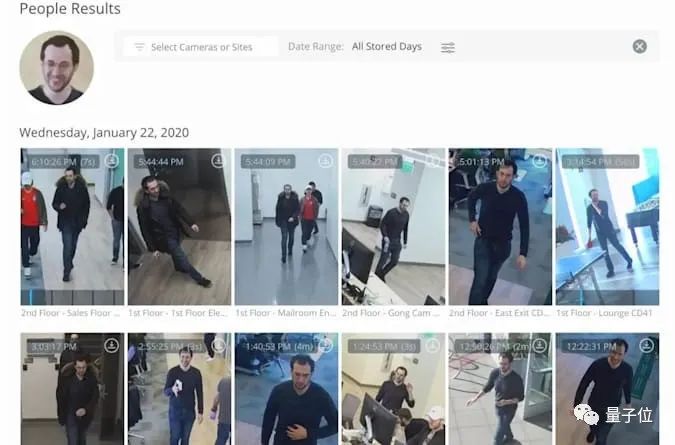 People Results
Select Cameras or Sites
Date Range: All Stored Days
Wednesday, January 22, 2020
6:10:26 PM (7s)
5:44:44 PM
5:44:09 PM
5:40:27 PM
5:01:13 PM
3:14:54 PM (56s)
2nd Floor - Sales Floor ...
1st Floor - 1st Floor Ele...
1st Floor - Mailroom En...
2nd Floor - Gong Cam ...
2nd Floor - East Exit CD...
1st Floor - Lounge CD41
3:03:17 PM
2:55:25 PM (3s)
1:40:53 PM (4m)
1:24:53 PM (3s)
12:50:26 PM (2m
12:22:31 PM
量子位